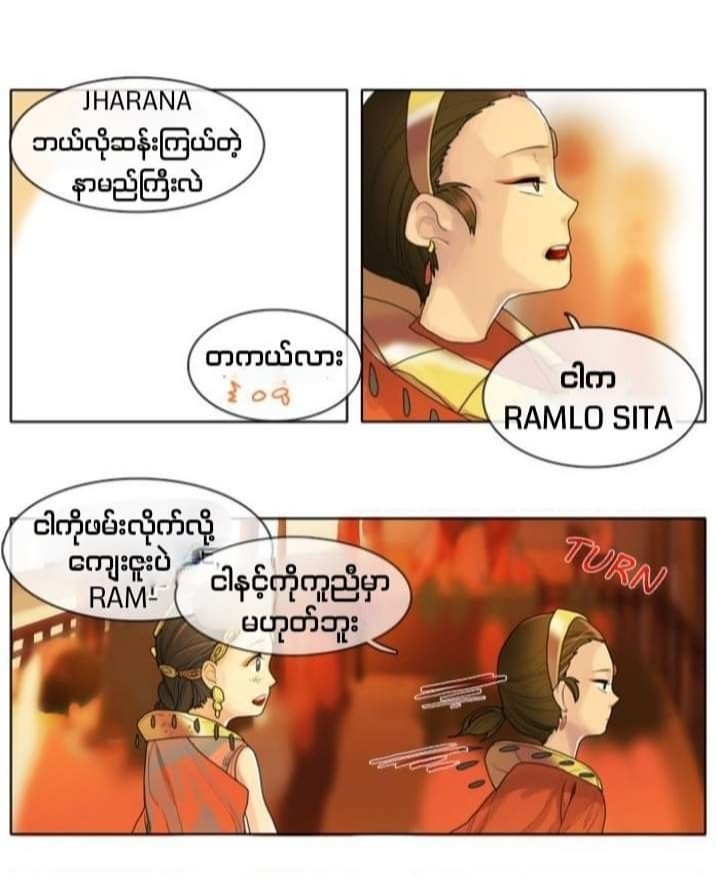 JHARANA
ဘယ်လိုဆန်းကြယ်တဲ့
နာမည်ကြီးလဲ
တကယ်လား
ငါက
RAMLO SITA
ငါ့ကိုဖမ်းလိုက်လို့
ကျေးဇူးပဲ
RAM-
ငါနင့်ကိုကူညီမှာ
မဟုတ်ဘူး
TURN